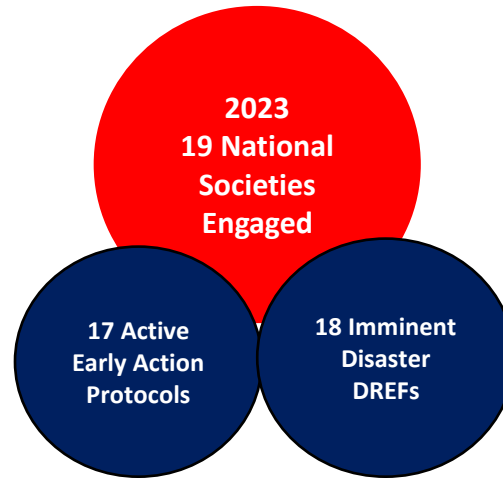 2023
19 National
Societies
Engaged
17 Active
Early Action
Protocols
18 Imminent
Disaster
DREFs